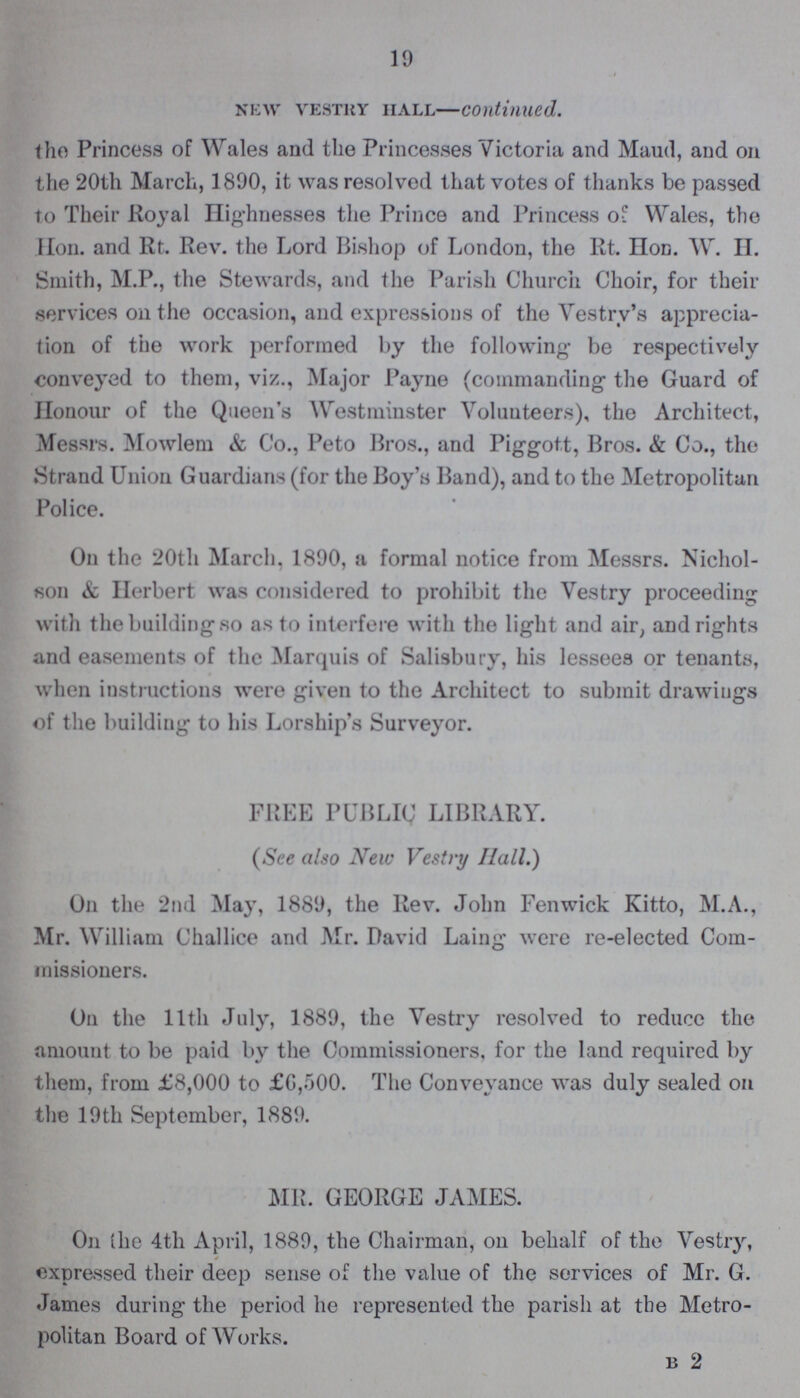 19
NEW VESTRY HALL—continued.
the Princess of Wales and the Princesses Victoria and Maud, and on
the 20th March, 1890, it was resolved that votes of thanks be passed
to Their Royal Highnesses the Prince and Princess of Wales, the
Hon. and Rt. Rev. the Lord Bishop of London, the Rt. Hon. W. H.
Smith, M.P., the Stewards, and the Parish Church Choir, for their
services on the occasion, and expressions of the Vestry's apprecia-
tion of the work performed by the following be respectively
conveyed to them, viz., Major Payne (commanding the Guard of
Honour of the Queen's Westminster Volunteers), the Architect,
Messrs. Mowlem & Co., Peto Bros., and Piggott, Bros. & Co., the
Strand Union Guardians (for the Boy's Band), and to the Metropolitan
Police.
On the 20th March, 1890, a formal notice from Messrs. Nichol-
son & Herbert was considered to prohibit the Vestry proceeding
with the building so as to interfere with the light and air, and rights
and easements of the Marquis of Salisbury, his lessees or tenants,
when instructions were given to the Architect to submit drawings
of the building to his Lorship's Surveyor.
FREE PUBLIC LIBRARY.
(See also New Vestry Hall.)
On the 2nd May, 1889, the Rev. John Fenwick Kitto, M.A.,
Mr. William Challice and Mr. David Laing were re-elected Com-
missioners.
On the 11th July, 1889, the Vestry resolved to reduce the
amount to be paid by the Commissioners, for the land required by
them, from £8,000 to £6,500. The Conveyance was duly sealed on
the 19th September, 1889.
MR. GEORGE JAMES.
On the 4th April, 1889, the Chairman, on behalf of the Vestry,
expressed their deep sense of the value of the services of Mr. G.
James during the period he represented the parish at the Metro-
politan Board of Works.
B 2